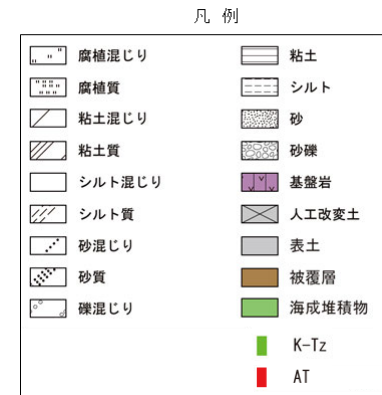 凡 例
腐植混じり
腐植質
粘土混じり
粘土質
シルト混じり
シルト質
砂混じり
砂質
礫混じり
粘土
シルト
砂
砂礫
基盤岩
人工改変土
表土
被覆層
海成堆積物
K-Tz
AT